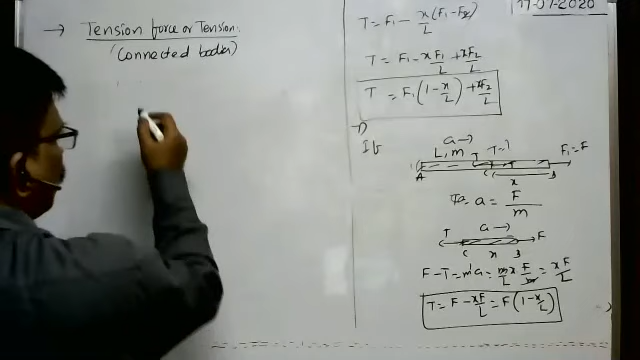 → Tension force or Tension.
(Connected bodies)
17-07-2020
T = F₁ - x/L (F₁ - F₂)
T = F₁ - xF₁/L + xF₂/L
T = F₁(1 - x/L) + xF₂/L
If
a →
L, m T T F₁ = F
A C B
x
a = F/m
a →
T F
C x B
F - T = m'a = m/L x F/m = xF/L
T = F - xF/L = F(1 - x/L)